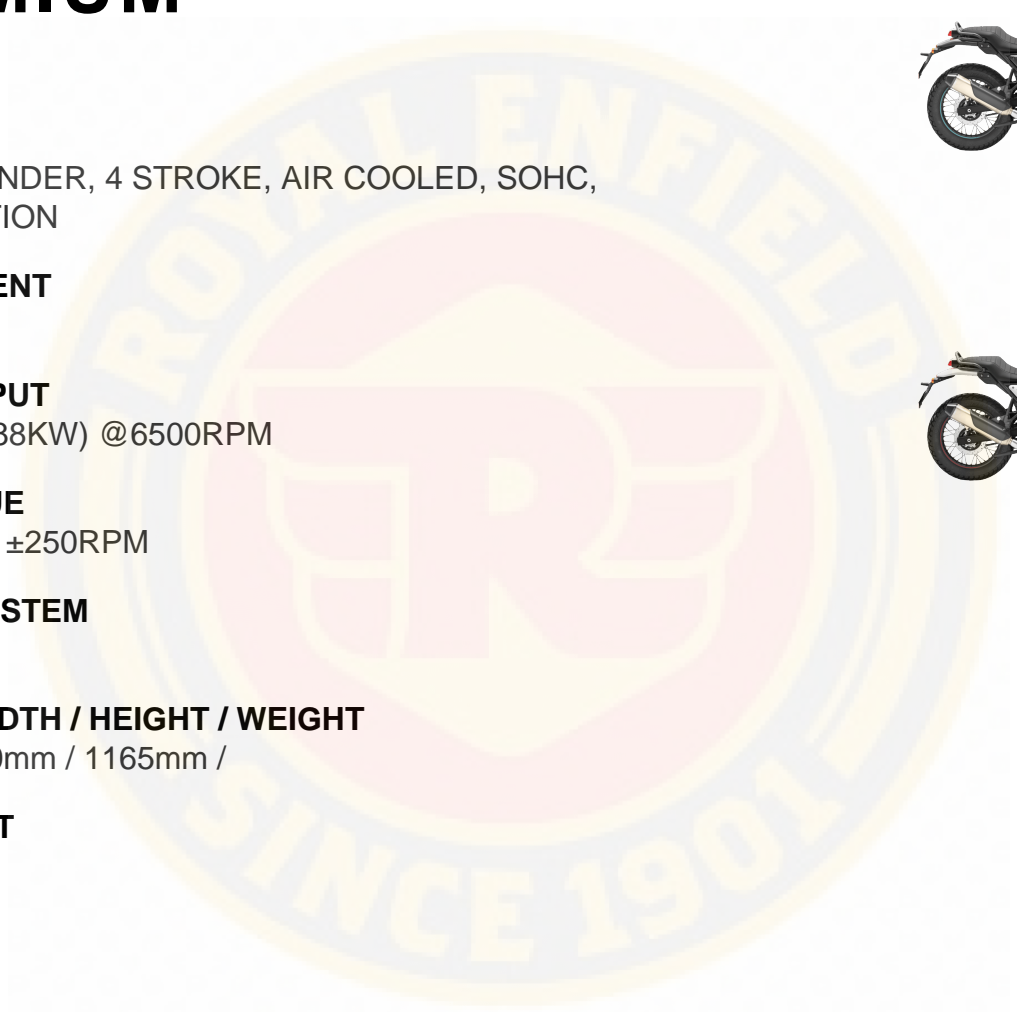 MIUM
NDER, 4 STROKE, AIR COOLED, SOHC,
TION
ENT
PUT
38KW) @6500RPM
UE
±250RPM
STEM
DTH / HEIGHT / WEIGHT
0mm / 1165mm /
T
ROYAL ENFIELD
R
SINCE 1901